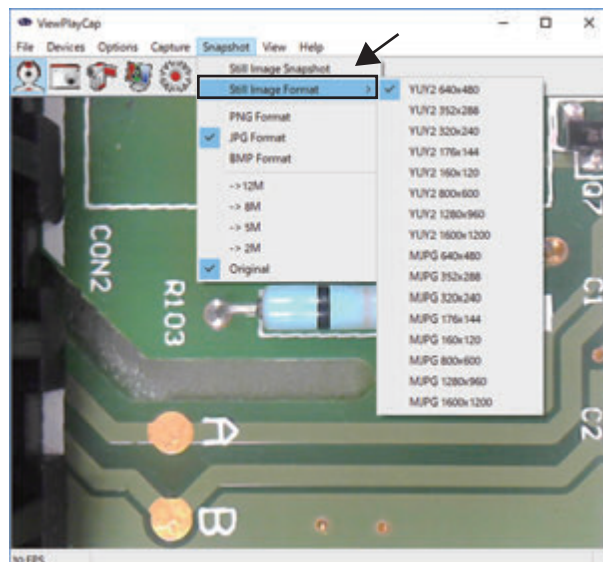 ViewPlayCap
File Devices Options Capture Snapshot View Help
Still Image Snapshot
Still Image Format >
PNG Format
JPG Format
BMP Format
->12M
-> 8M
-> 5M
-> 2M
Original
YUY2 640x480
YUY2 352x288
YUY2 320x240
YUY2 176x144
YUY2 160x120
YUY2 800x600
YUY2 1280x960
YUY2 1600x1200
MJPG 640x480
MJPG 352x288
MJPG 320x240
MJPG 176x144
MJPG 160x120
MJPG 800x600
MJPG 1280x960
MJPG 1600x1200
CON2
R103
Q7
C1
C2
A
B
30 FPS